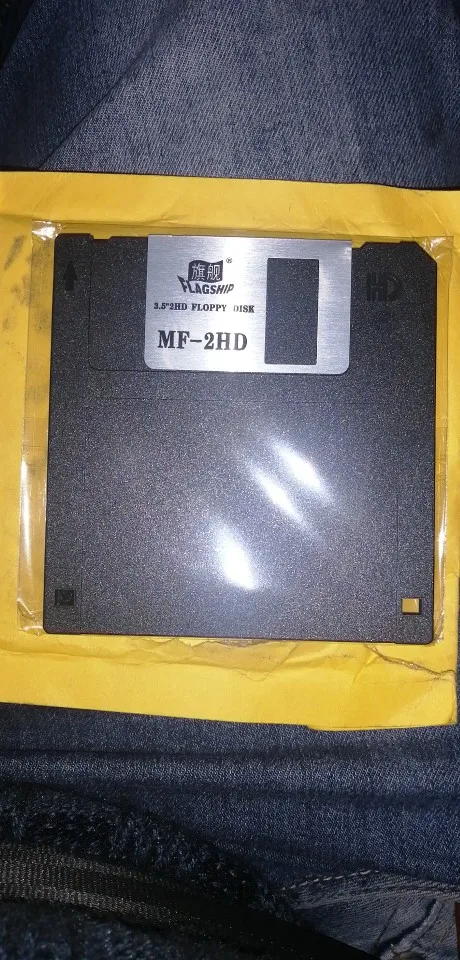 旗舰®
FLAGSHIP
3.5"2HD FLOPPY DISK
MF-2HD
HD